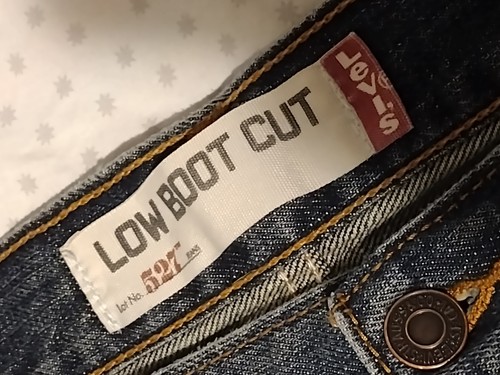 Levi's®
LOW BOOT CUT
Lot No. 527 JEANS